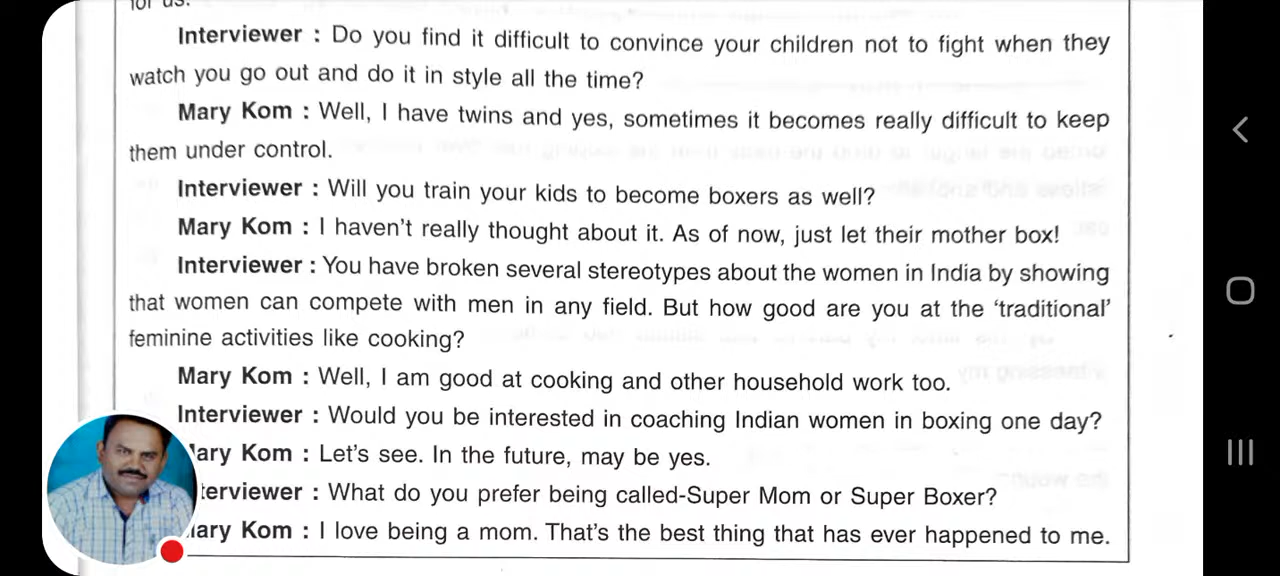 for us.
Interviewer : Do you find it difficult to convince your children not to fight when they
watch you go out and do it in style all the time?
Mary Kom : Well, I have twins and yes, sometimes it becomes really difficult to keep
them under control.
Interviewer : Will you train your kids to become boxers as well?
Mary Kom : I haven't really thought about it. As of now, just let their mother box!
Interviewer : You have broken several stereotypes about the women in India by showing
that women can compete with men in any field. But how good are you at the 'traditional'
feminine activities like cooking?
Mary Kom : Well, I am good at cooking and other household work too.
Interviewer : Would you be interested in coaching Indian women in boxing one day?
ary Kom : Let's see. In the future, may be yes.
terviewer : What do you prefer being called-Super Mom or Super Boxer?
ary Kom : I love being a mom. That's the best thing that has ever happened to me.